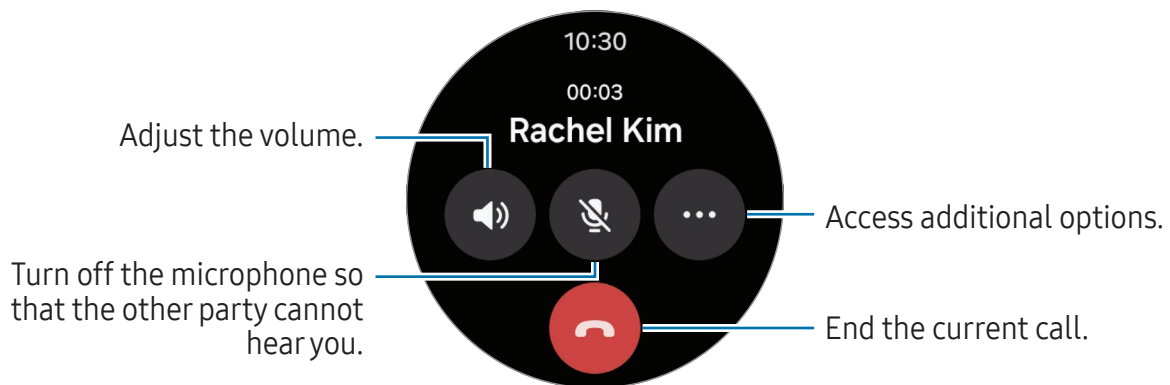 10:30
00:03
Rachel Kim
Adjust the volume.
Access additional options.
Turn off the microphone so
that the other party cannot
hear you.
End the current call.